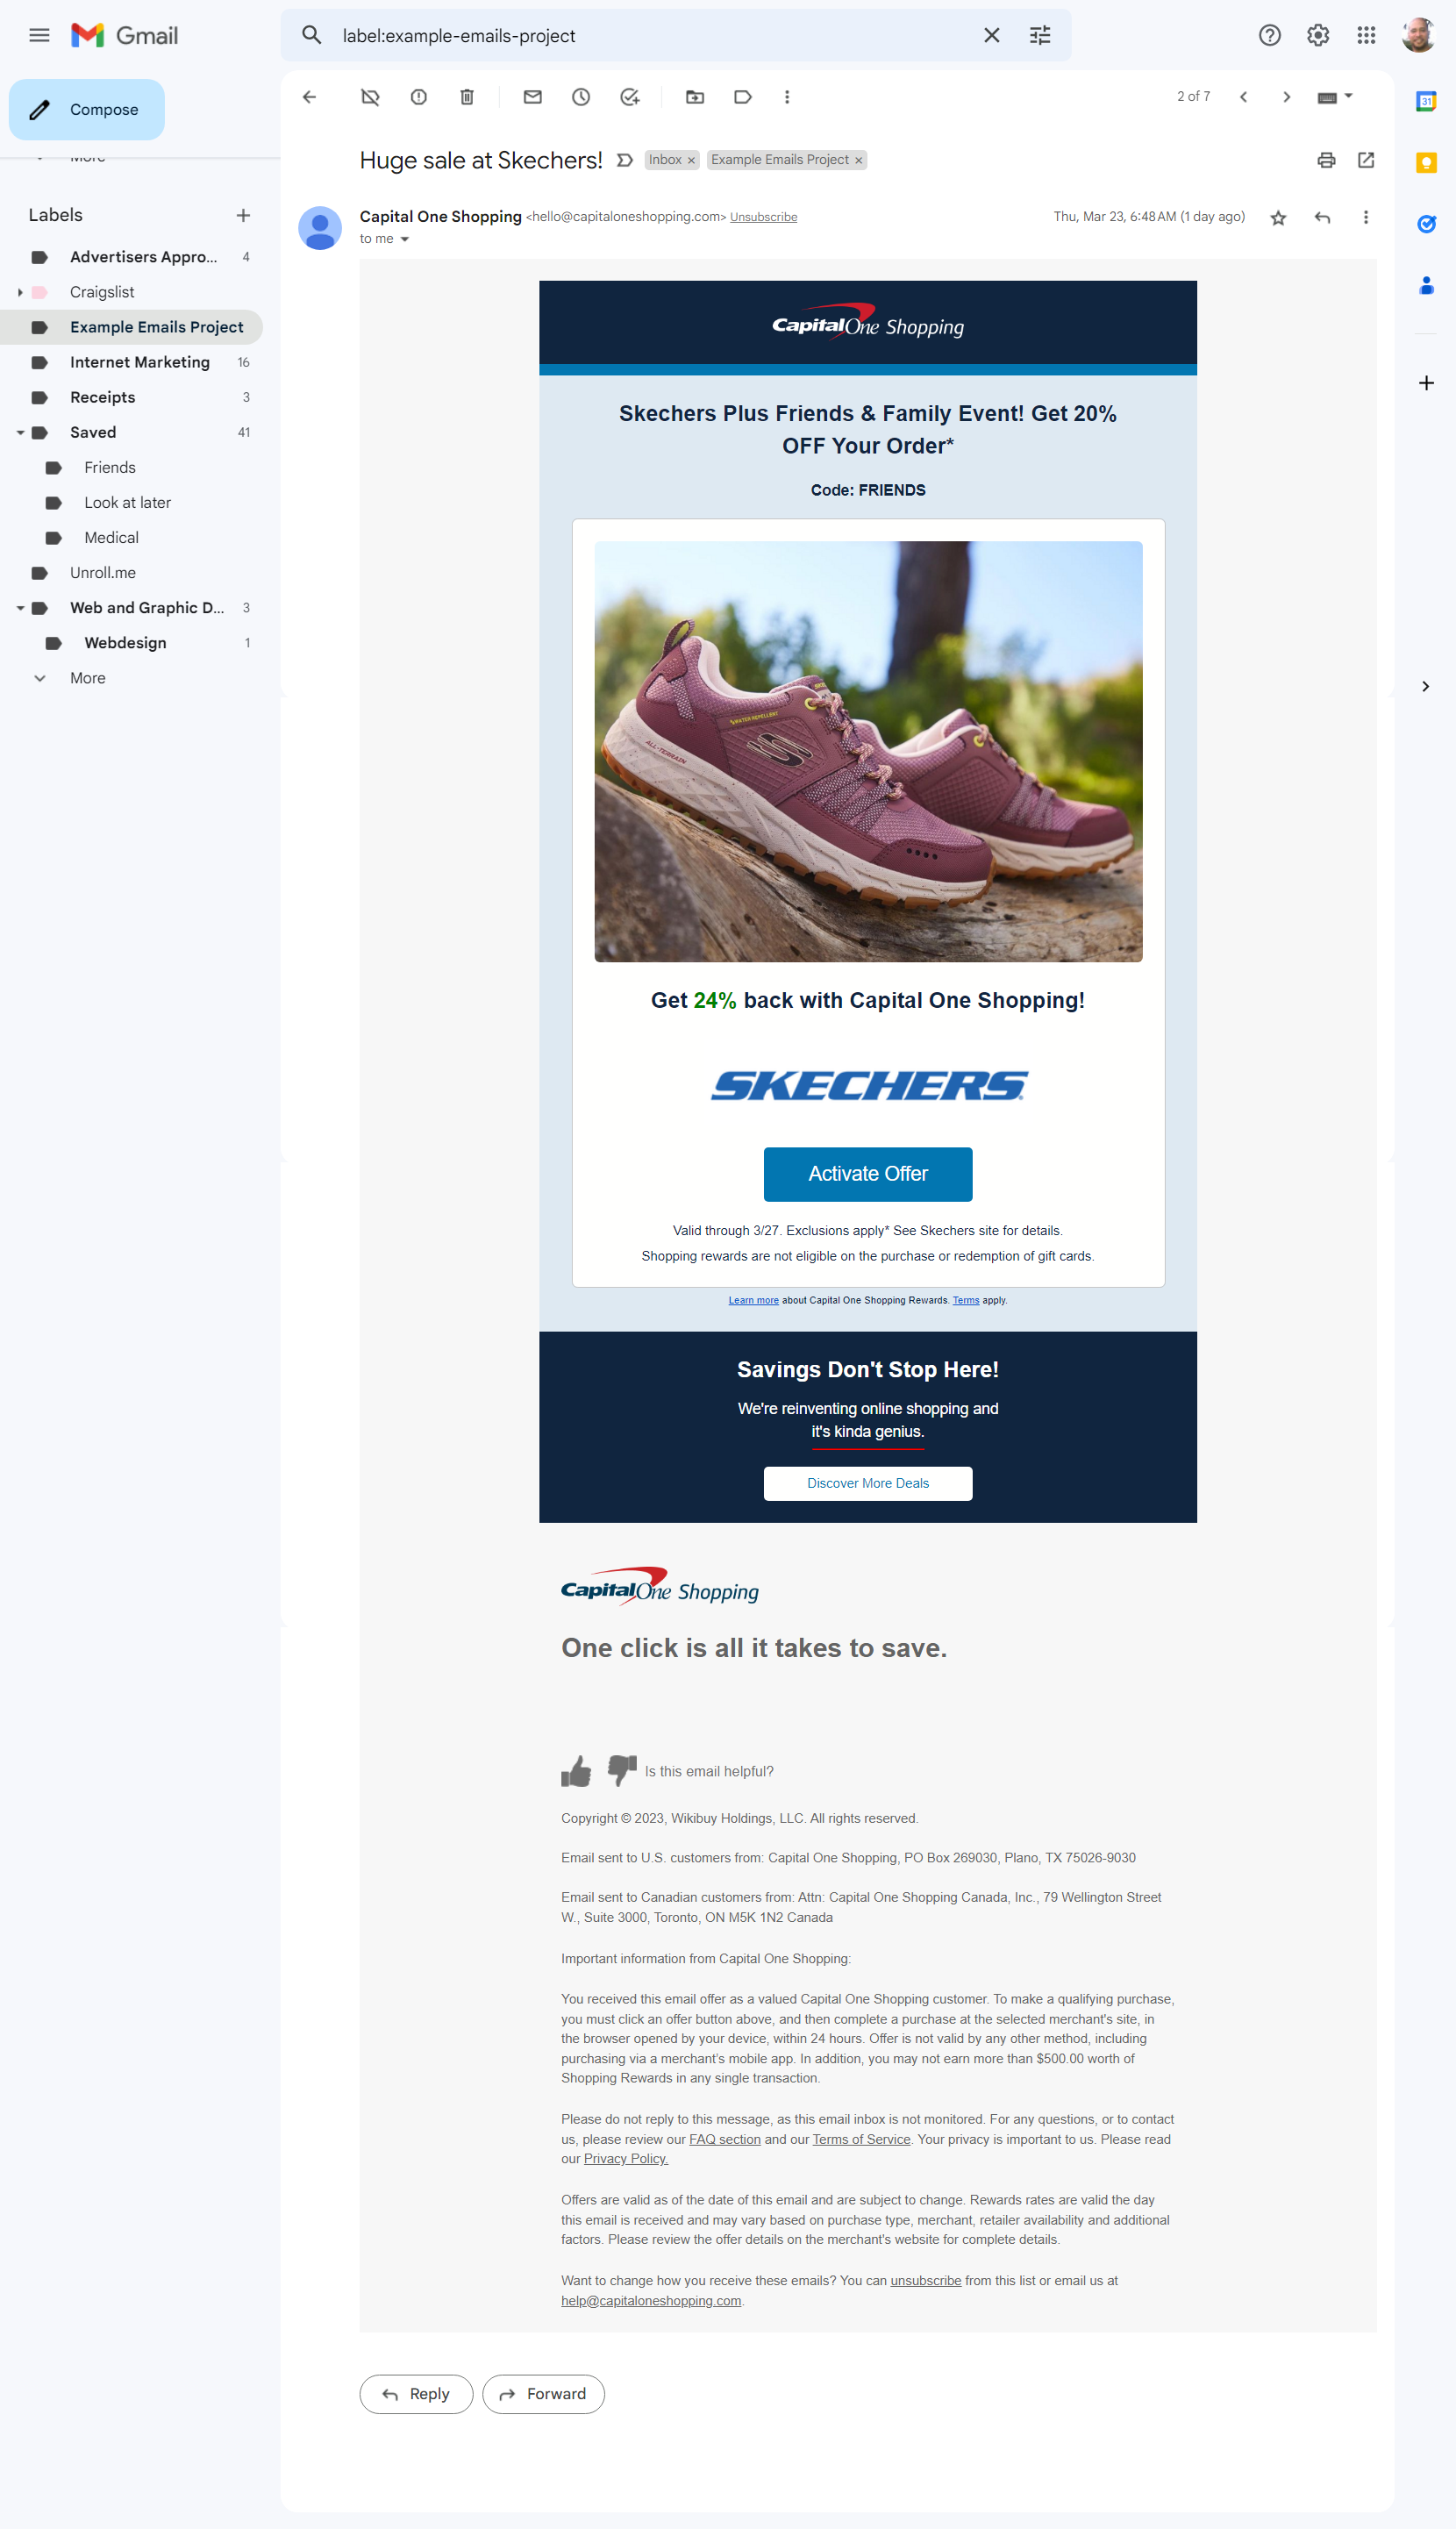 Gmail
label:example-emails-project
Compose
More
2 of 7
Huge sale at Skechers!
Inbox ×
Example Emails Project ×
Labels
Advertisers Appro... 4
Craigslist
Example Emails Project
Internet Marketing 16
Receipts 3
Saved 41
Friends
Look at later
Medical
Unroll.me
Web and Graphic D... 3
Webdesign 1
More
31
Capital One Shopping <hello@capitaloneshopping.com> Unsubscribe
Thu, Mar 23, 6:48 AM (1 day ago)
to me
CapitalOne Shopping
Skechers Plus Friends & Family Event! Get 20%
OFF Your Order*
Code: FRIENDS
WATER REPELLENT
ALL-TERRAIN
Get 24% back with Capital One Shopping!
SKECHERS
Activate Offer
Valid through 3/27. Exclusions apply* See Skechers site for details.
Shopping rewards are not eligible on the purchase or redemption of gift cards.
Learn more about Capital One Shopping Rewards. Terms apply.
Savings Don't Stop Here!
We're reinventing online shopping and
it's kinda genius.
Discover More Deals
CapitalOne Shopping
One click is all it takes to save.
Is this email helpful?
Copyright © 2023, Wikibuy Holdings, LLC. All rights reserved.
Email sent to U.S. customers from: Capital One Shopping, PO Box 269030, Plano, TX 75026-9030
Email sent to Canadian customers from: Attn: Capital One Shopping Canada, Inc., 79 Wellington Street
W., Suite 3000, Toronto, ON M5K 1N2 Canada
Important information from Capital One Shopping:
You received this email offer as a valued Capital One Shopping customer. To make a qualifying purchase,
you must click an offer button above, and then complete a purchase at the selected merchant's site, in
the browser opened by your device, within 24 hours. Offer is not valid by any other method, including
purchasing via a merchant's mobile app. In addition, you may not earn more than $500.00 worth of
Shopping Rewards in any single transaction.
Please do not reply to this message, as this email inbox is not monitored. For any questions, or to contact
us, please review our FAQ section and our Terms of Service. Your privacy is important to us. Please read
our Privacy Policy.
Offers are valid as of the date of this email and are subject to change. Rewards rates are valid the day
this email is received and may vary based on purchase type, merchant, retailer availability and additional
factors. Please review the offer details on the merchant's website for complete details.
Want to change how you receive these emails? You can unsubscribe from this list or email us at
help@capitaloneshopping.com.
Reply
Forward